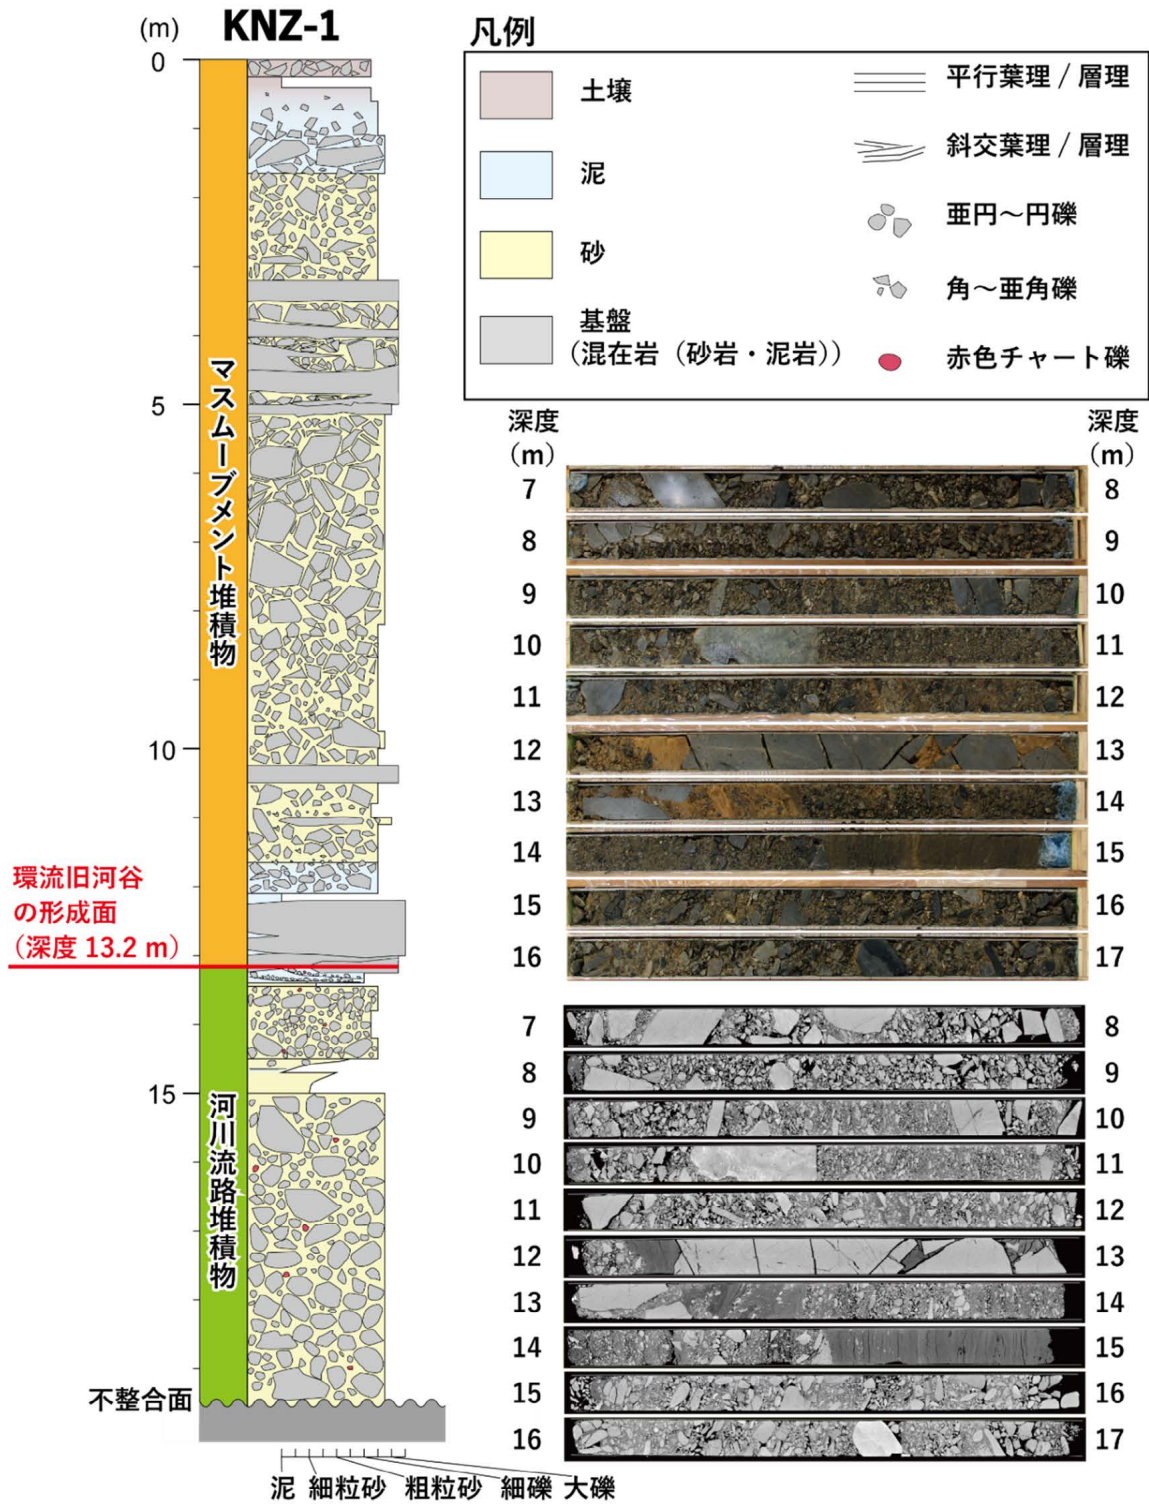 KNZ-1
(m)
0
5
10
15
マスムーブメント堆積物
環流旧河谷
の形成面
（深度 13.2 m）
河川流路堆積物
不整合面
泥 細粒砂 粗粒砂 細礫 大礫
凡例
土壌
泥
砂
基盤
（混在岩（砂岩・泥岩））
平行葉理 / 層理
斜交葉理 / 層理
亜円～円礫
角～亜角礫
赤色チャート礫
深度
（m）
深度
（m）
7 8
8 9
9 10
10 11
11 12
12 13
13 14
14 15
15 16
16 17
7 8
8 9
9 10
10 11
11 12
12 13
13 14
14 15
15 16
16 17